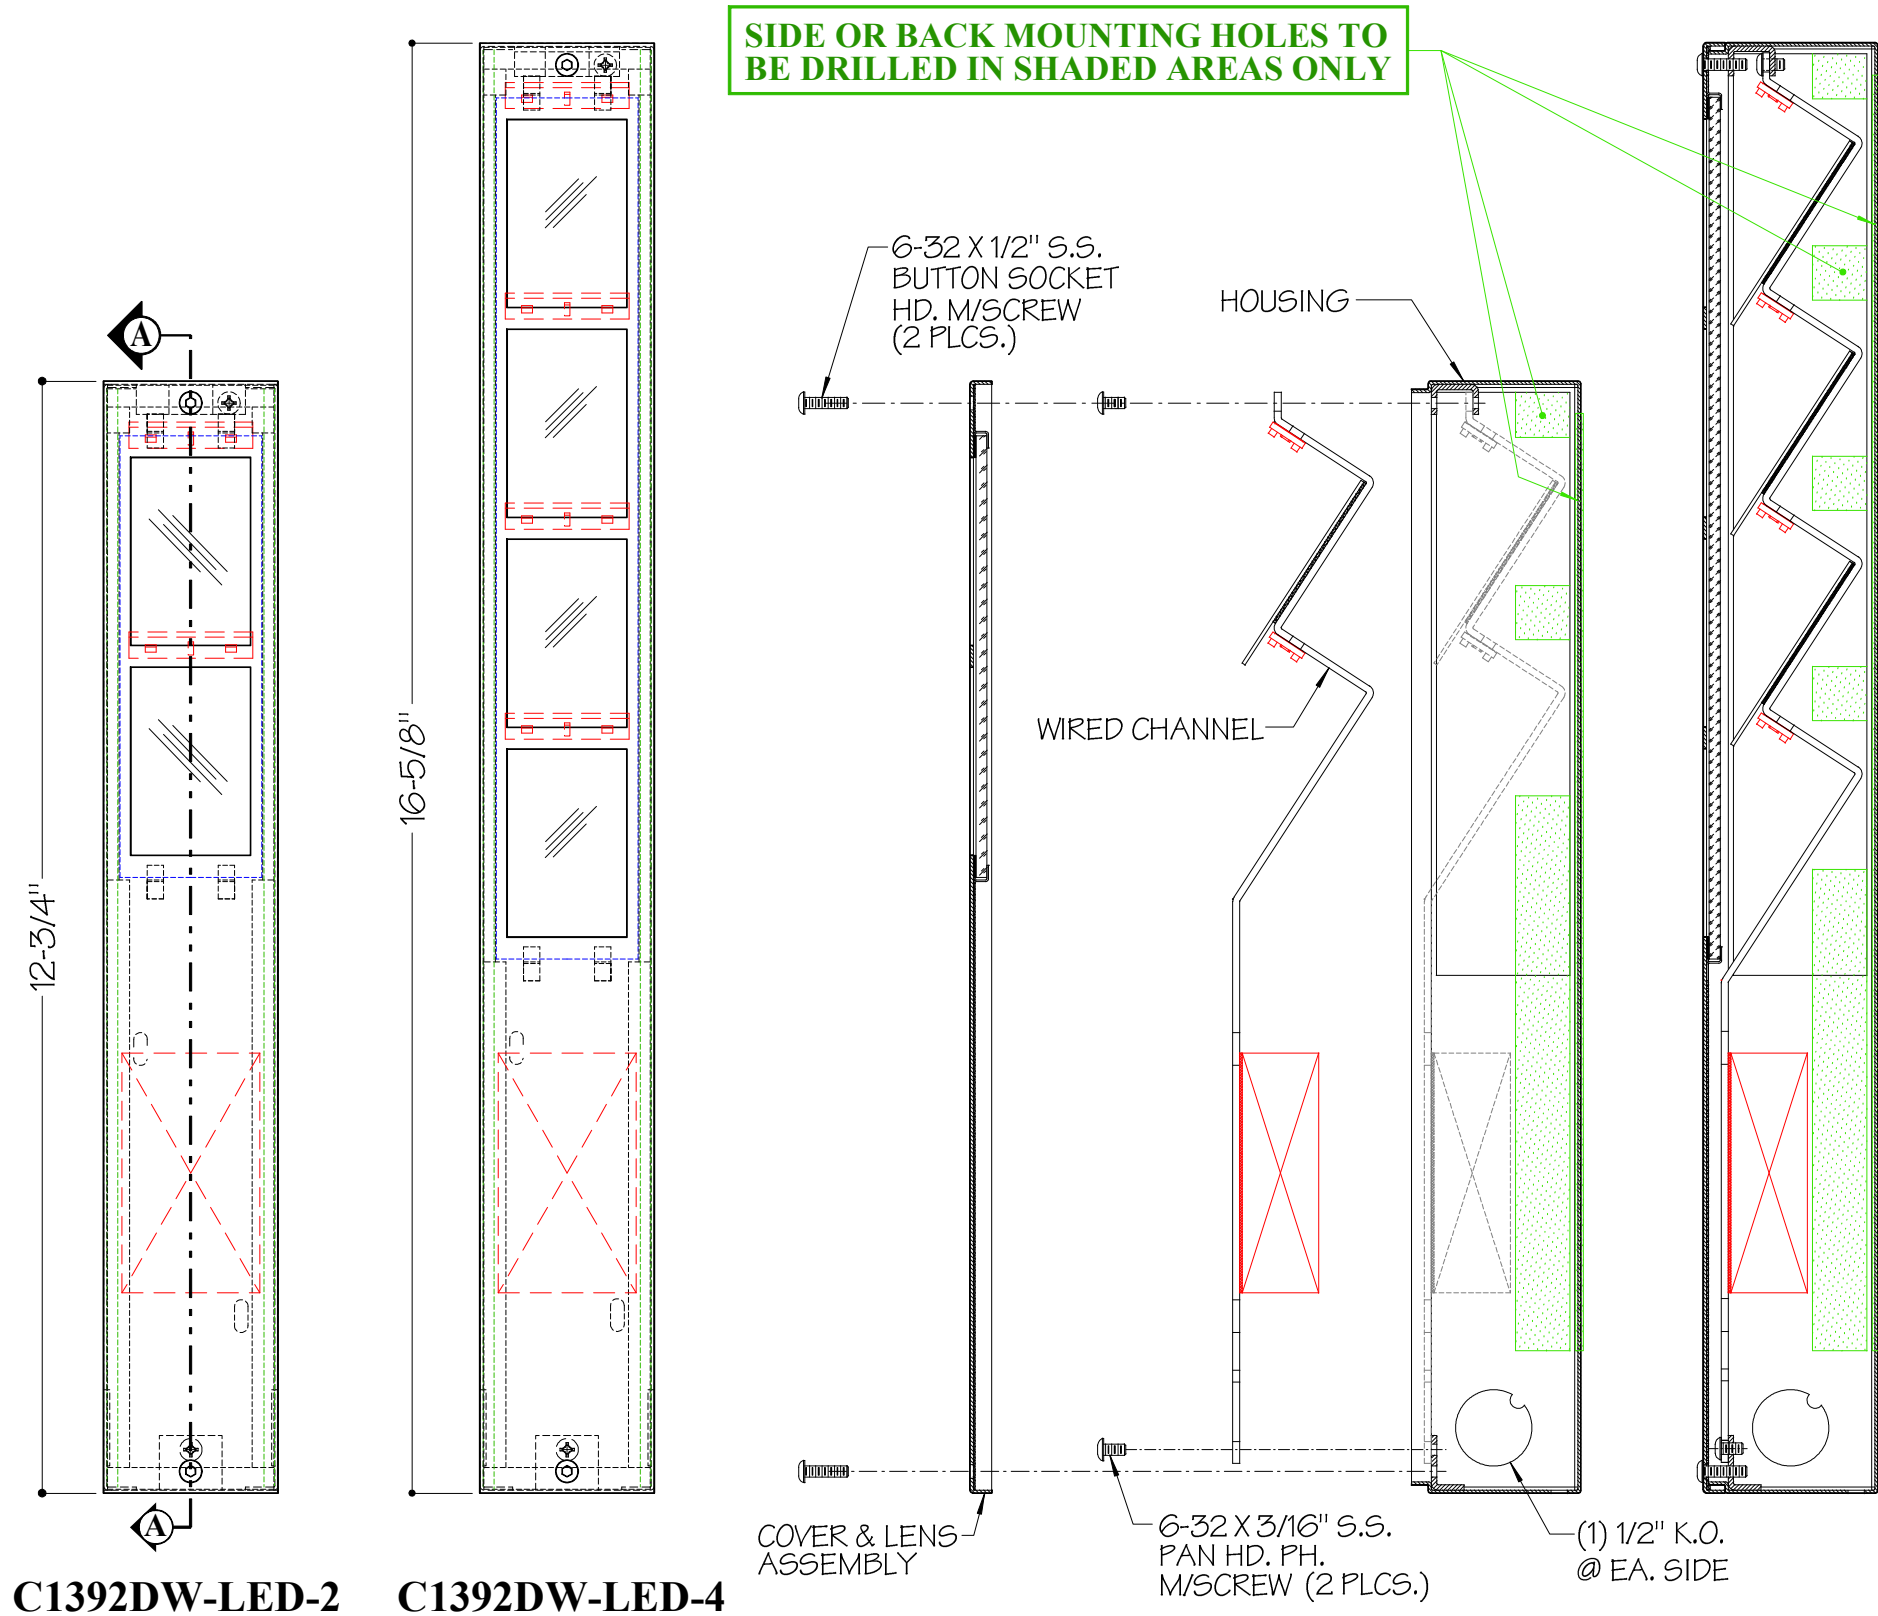 SIDE OR BACK MOUNTING HOLES TO
BE DRILLED IN SHADED AREAS ONLY
6-32 X 1/2" S.S.
BUTTON SOCKET
HD. M/SCREW
(2 PLCS.)
HOUSING
A
12-3/4"
16-5/8"
WIRED CHANNEL
A
COVER & LENS
ASSEMBLY
6-32 X 3/16" S.S.
PAN HD. PH.
M/SCREW (2 PLCS.)
(1) 1/2" K.O.
@ EA. SIDE
C1392DW-LED-2
C1392DW-LED-4